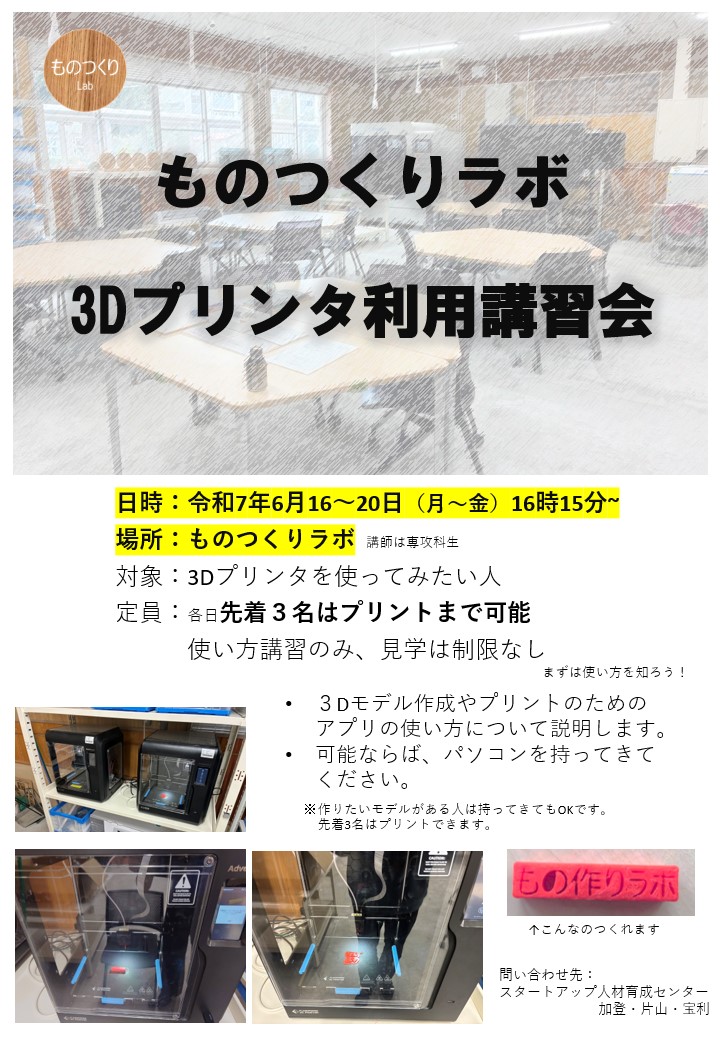 ものつくり
Lab
ものつくりラボ
3Dプリンタ利用講習会
日時：令和7年6月16～20日（月～金）16時15分~
場所：ものつくりラボ 講師は専攻科生
対象：3Dプリンタを使ってみたい人
定員：各日先着３名はプリントまで可能
使い方講習のみ、見学は制限なし
まずは使い方を知ろう！
• ３Dモデル作成やプリントのための
アプリの使い方について説明します。
• 可能ならば、パソコンを持ってきて
ください。
※作りたいモデルがある人は持ってきてもOKです。
先着3名はプリントできます。
もの作りラボ
↑こんなのつくれます
問い合わせ先：
スタートアップ人材育成センター
加登・片山・宝利